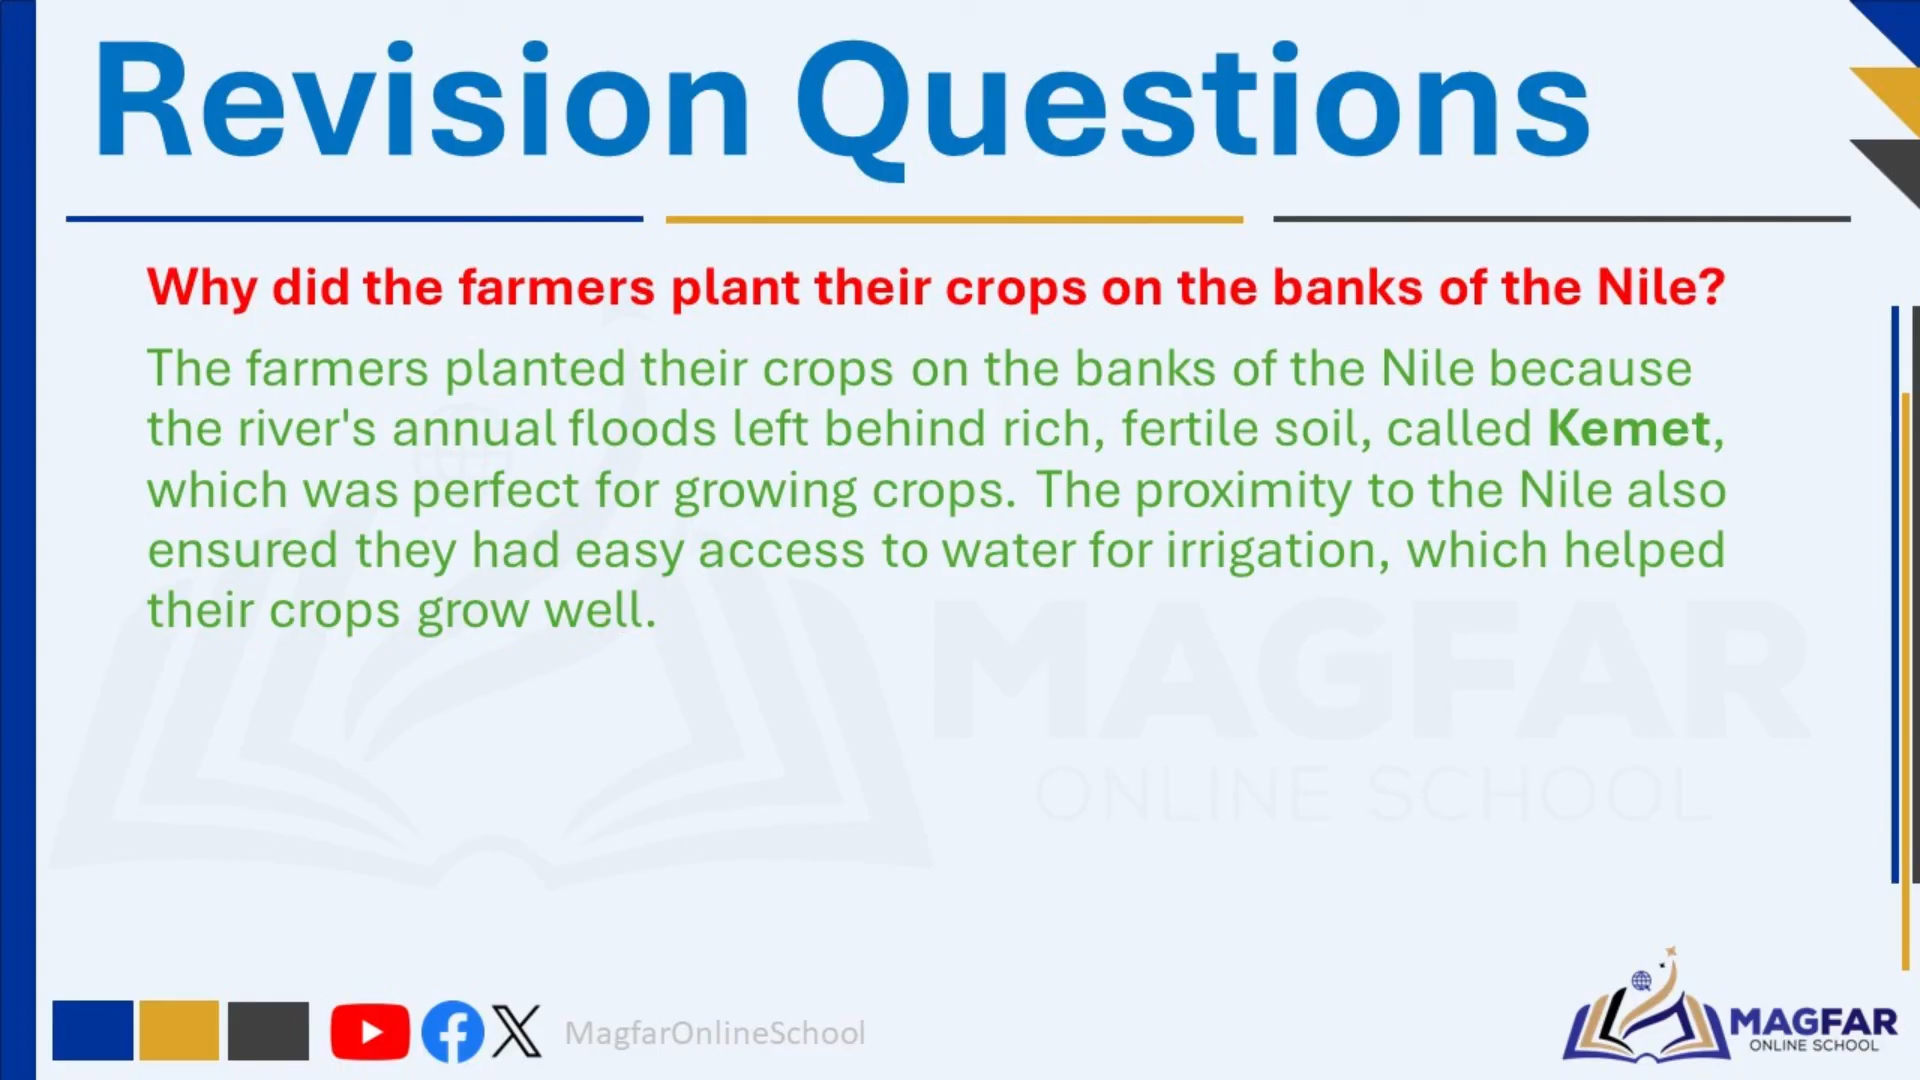 Revision Questions
Why did the farmers plant their crops on the banks of the Nile?
The farmers planted their crops on the banks of the Nile because
the river's annual floods left behind rich, fertile soil, called Kemet,
which was perfect for growing crops. The proximity to the Nile also
ensured they had easy access to water for irrigation, which helped
their crops grow well.
MAGFAR
ONLINE SCHOOL
MagfarOnlineSchool
MAGFAR
ONLINE SCHOOL